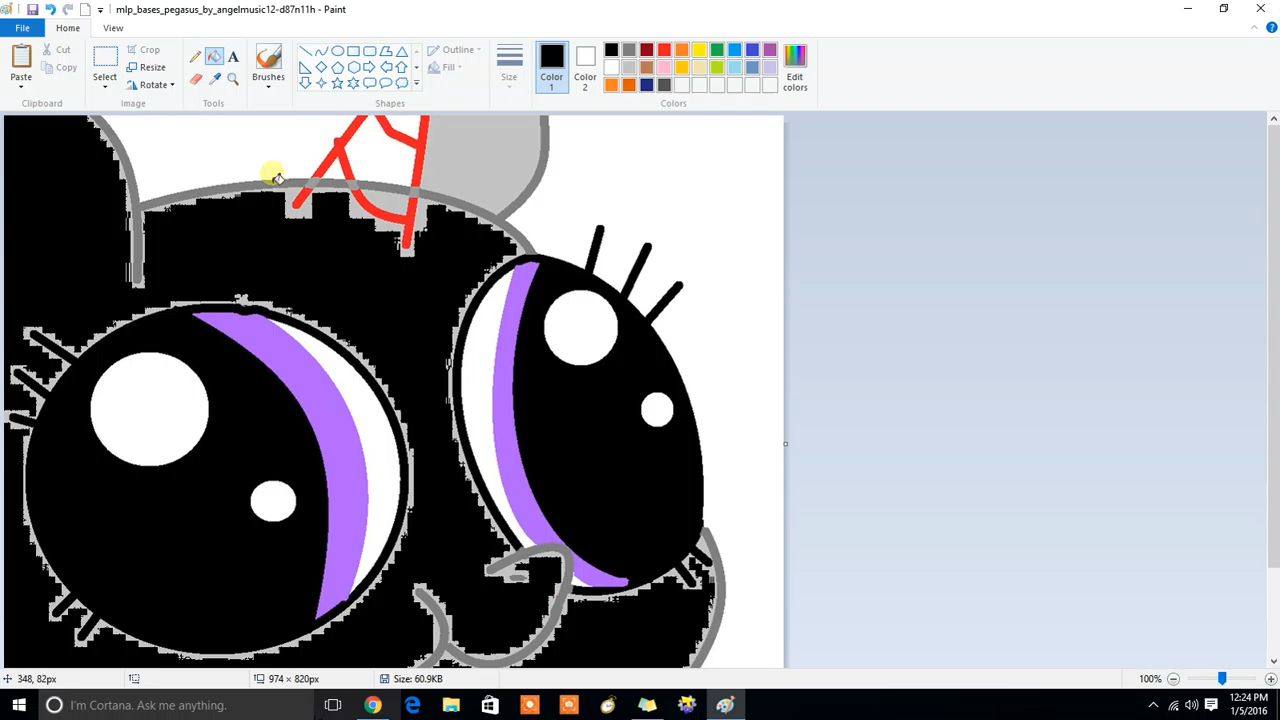 mlp_bases_pegasus_by_angelmusic12-d87n11h - Paint
File
Home
View
Paste
Cut
Copy
Clipboard
Select
Crop
Resize
Rotate
Image
A
Tools
Brushes
Outline
Fill
Shapes
Size
Color 1
Color 2
Edit colors
Colors
348, 82px
974 × 820px
Size: 60.9KB
100%
I'm Cortana. Ask me anything.
12:24 PM
1/5/2016